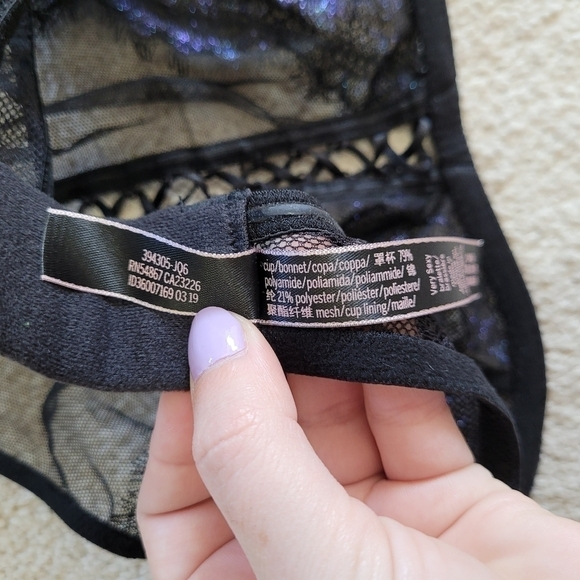 394305-JQ6
RN54867 CA23226
ID36007169 03 19
cup/bonnet/copa/coppa/ 罩杯 79%
polyamide/poliamida/poliammide/ 锦
纶 21% polyester/poliéster/poliestere/
聚酯纤维 mesh/cup lining/maille/
Very Sexy